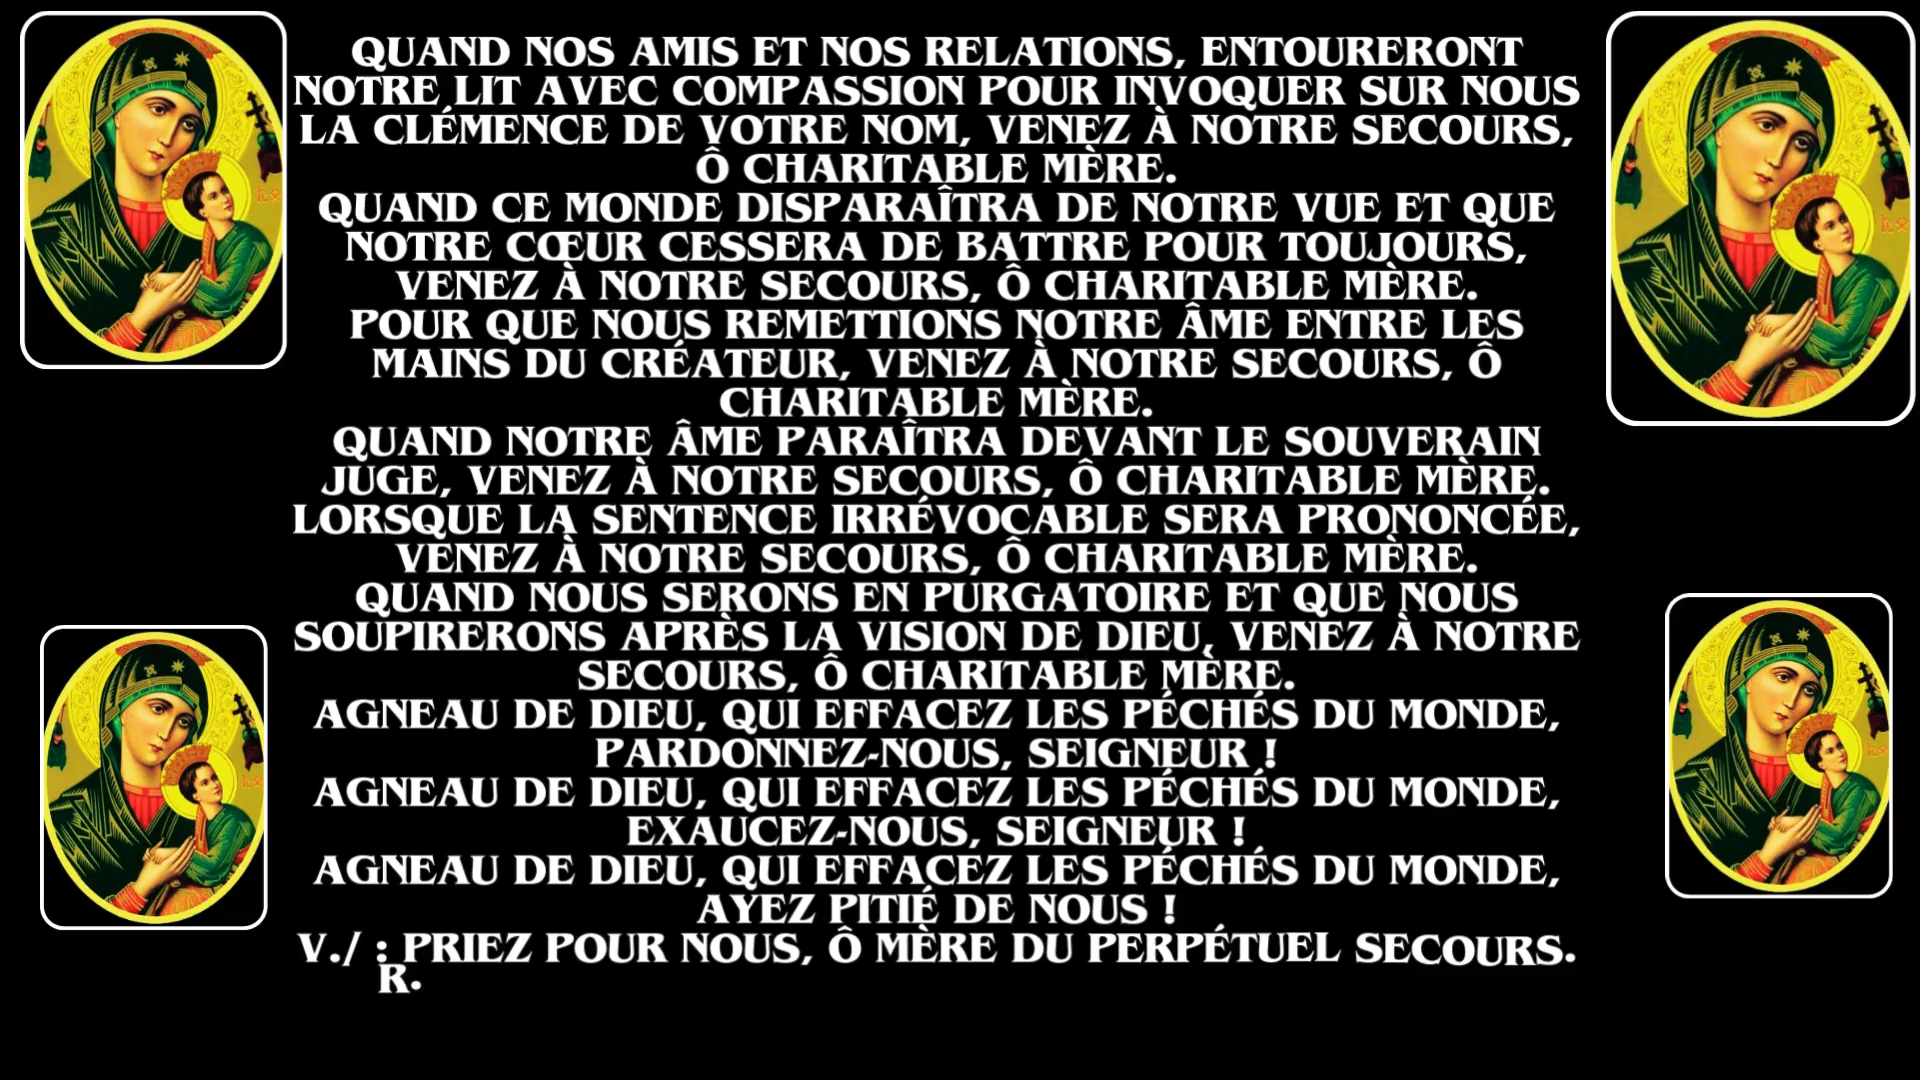 QUAND NOS AMIS ET NOS RELATIONS, ENTOURERONT
NOTRE LIT AVEC COMPASSION POUR INVOQUER SUR NOUS
LA CLÉMENCE DE VOTRE NOM, VENEZ À NOTRE SECOURS,
Ô CHARITABLE MÈRE.
QUAND CE MONDE DISPARAÎTRA DE NOTRE VUE ET QUE
NOTRE CŒUR CESSERA DE BATTRE POUR TOUJOURS,
VENEZ À NOTRE SECOURS, Ô CHARITABLE MÈRE.
POUR QUE NOUS REMETTIONS NOTRE ÂME ENTRE LES
MAINS DU CRÉATEUR, VENEZ À NOTRE SECOURS, Ô
CHARITABLE MÈRE.
QUAND NOTRE ÂME PARAÎTRA DEVANT LE SOUVERAIN
JUGE, VENEZ À NOTRE SECOURS, Ô CHARITABLE MÈRE.
LORSQUE LA SENTENCE IRRÉVOCABLE SERA PRONONCÉE,
VENEZ À NOTRE SECOURS, Ô CHARITABLE MÈRE.
QUAND NOUS SERONS EN PURGATOIRE ET QUE NOUS
SOUPIRERONS APRÈS LA VISION DE DIEU, VENEZ À NOTRE
SECOURS, Ô CHARITABLE MÈRE.
AGNEAU DE DIEU, QUI EFFACEZ LES PÉCHÉS DU MONDE,
PARDONNEZ-NOUS, SEIGNEUR !
AGNEAU DE DIEU, QUI EFFACEZ LES PÉCHÉS DU MONDE,
EXAUCEZ-NOUS, SEIGNEUR !
AGNEAU DE DIEU, QUI EFFACEZ LES PÉCHÉS DU MONDE,
AYEZ PITIÉ DE NOUS !
V./ : PRIEZ POUR NOUS, Ô MÈRE DU PERPÉTUEL SECOURS.
R.